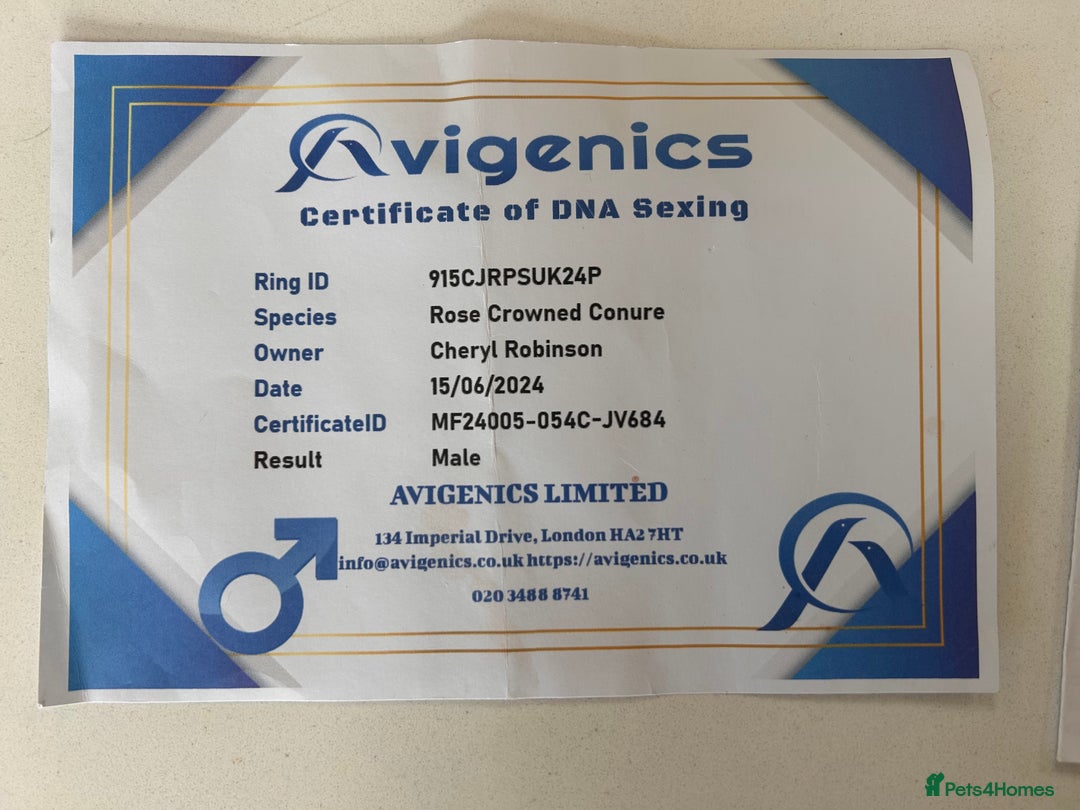 Avigenics
Certificate of DNA Sexing
Ring ID 915CJRPSUK24P
Species Rose Crowned Conure
Owner Cheryl Robinson
Date 15/06/2024
CertificateID MF24005-054C-JV684
Result Male
AVIGENICS LIMITED
134 Imperial Drive, London HA2 7HT
info@avigenics.co.uk https://avigenics.co.uk
020 3488 8741
Pets4Homes